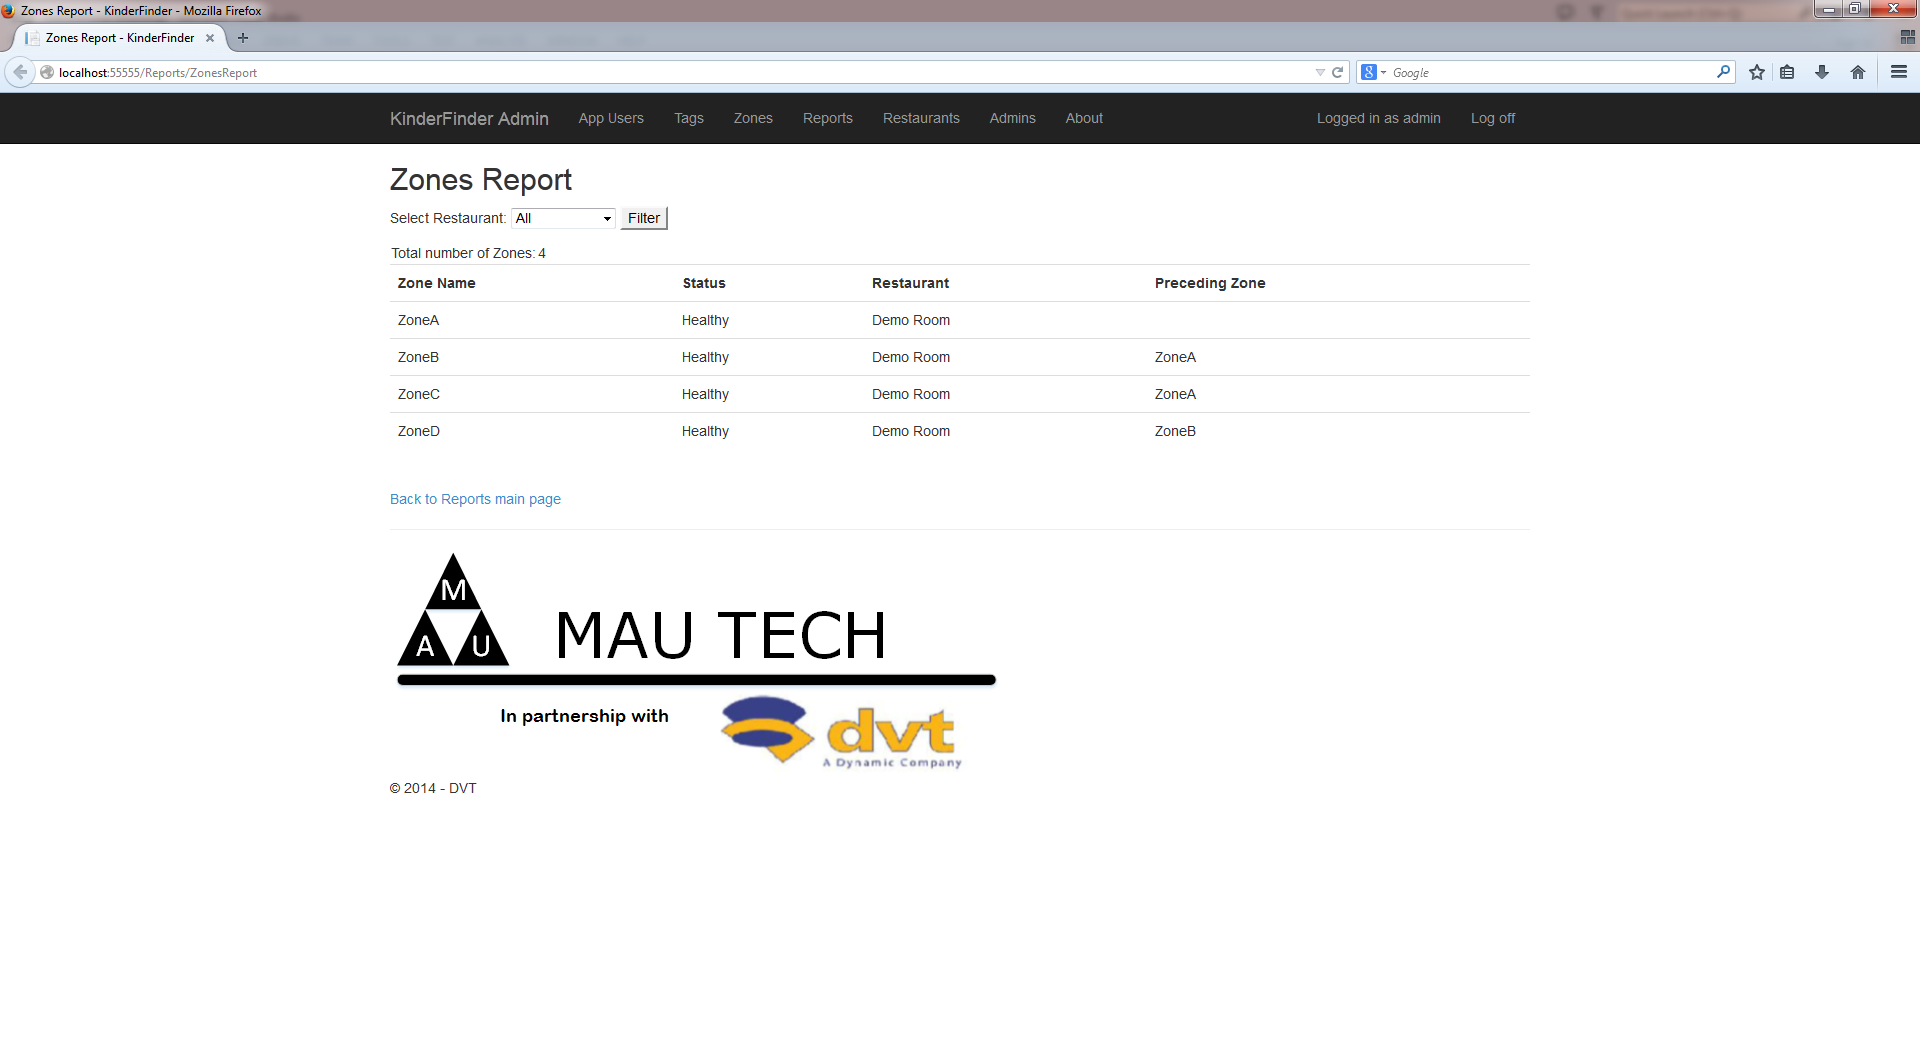 Zones Report - KinderFinder - Mozilla Firefox
Zones Report - KinderFinder
localhost:55555/Reports/ZonesReport
8 Google
KinderFinder Admin App Users Tags Zones Reports Restaurants Admins About Logged in as admin Log off
Zones Report
Select Restaurant: All Filter
Total number of Zones: 4
Zone Name Status Restaurant Preceding Zone
ZoneA Healthy Demo Room
ZoneB Healthy Demo Room ZoneA
ZoneC Healthy Demo Room ZoneA
ZoneD Healthy Demo Room ZoneB
Back to Reports main page
M
A U
MAU TECH
In partnership with
dvt
A Dynamic Company
© 2014 - DVT